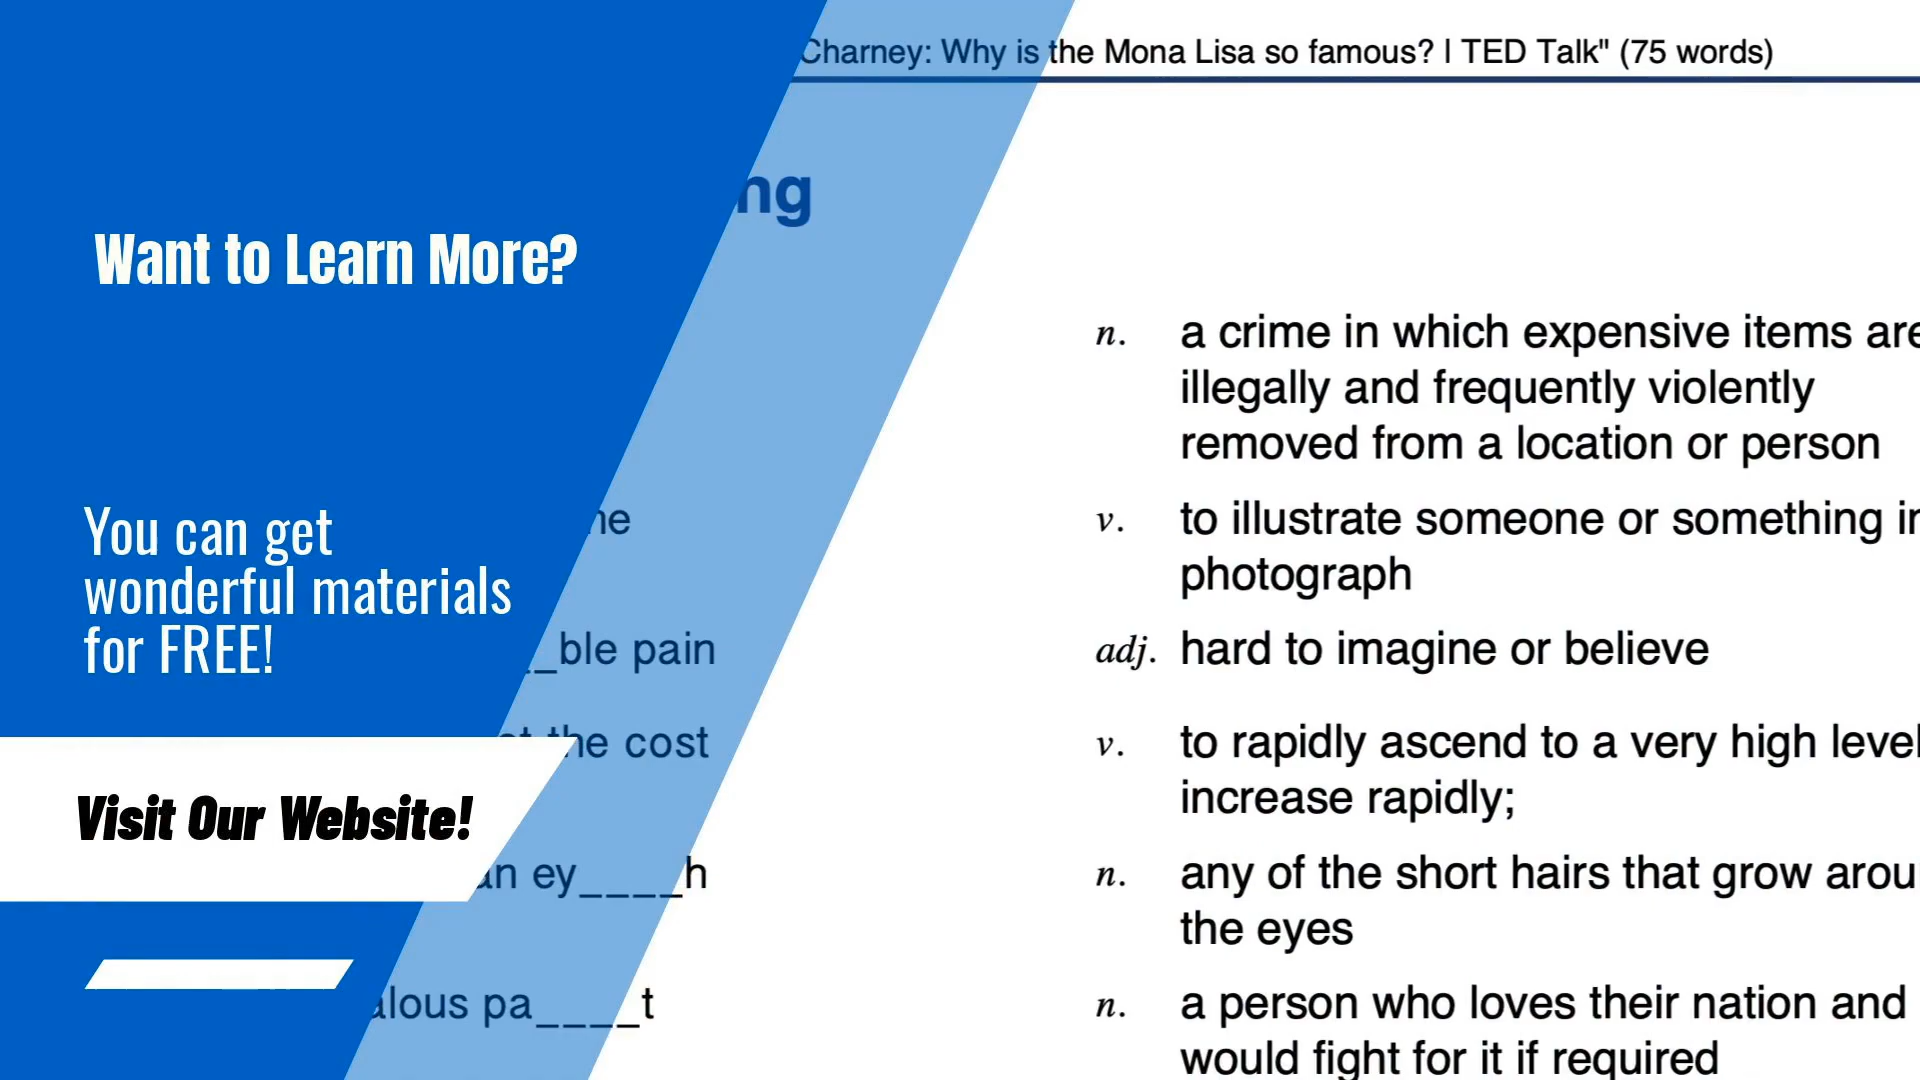 Charney: Why is the Mona Lisa so famous? | TED Talk" (75 words)
ng
Want to Learn More?
You can get
wonderful materials
for FREE!
Visit Our Website!
n. a crime in which expensive items are
illegally and frequently violently
removed from a location or person
v. to illustrate someone or something in
photograph
_ble pain
adj. hard to imagine or believe
the cost
v. to rapidly ascend to a very high level
increase rapidly;
an ey____h
n. any of the short hairs that grow arou
the eyes
alous pa____t
n. a person who loves their nation and
would fight for it if required